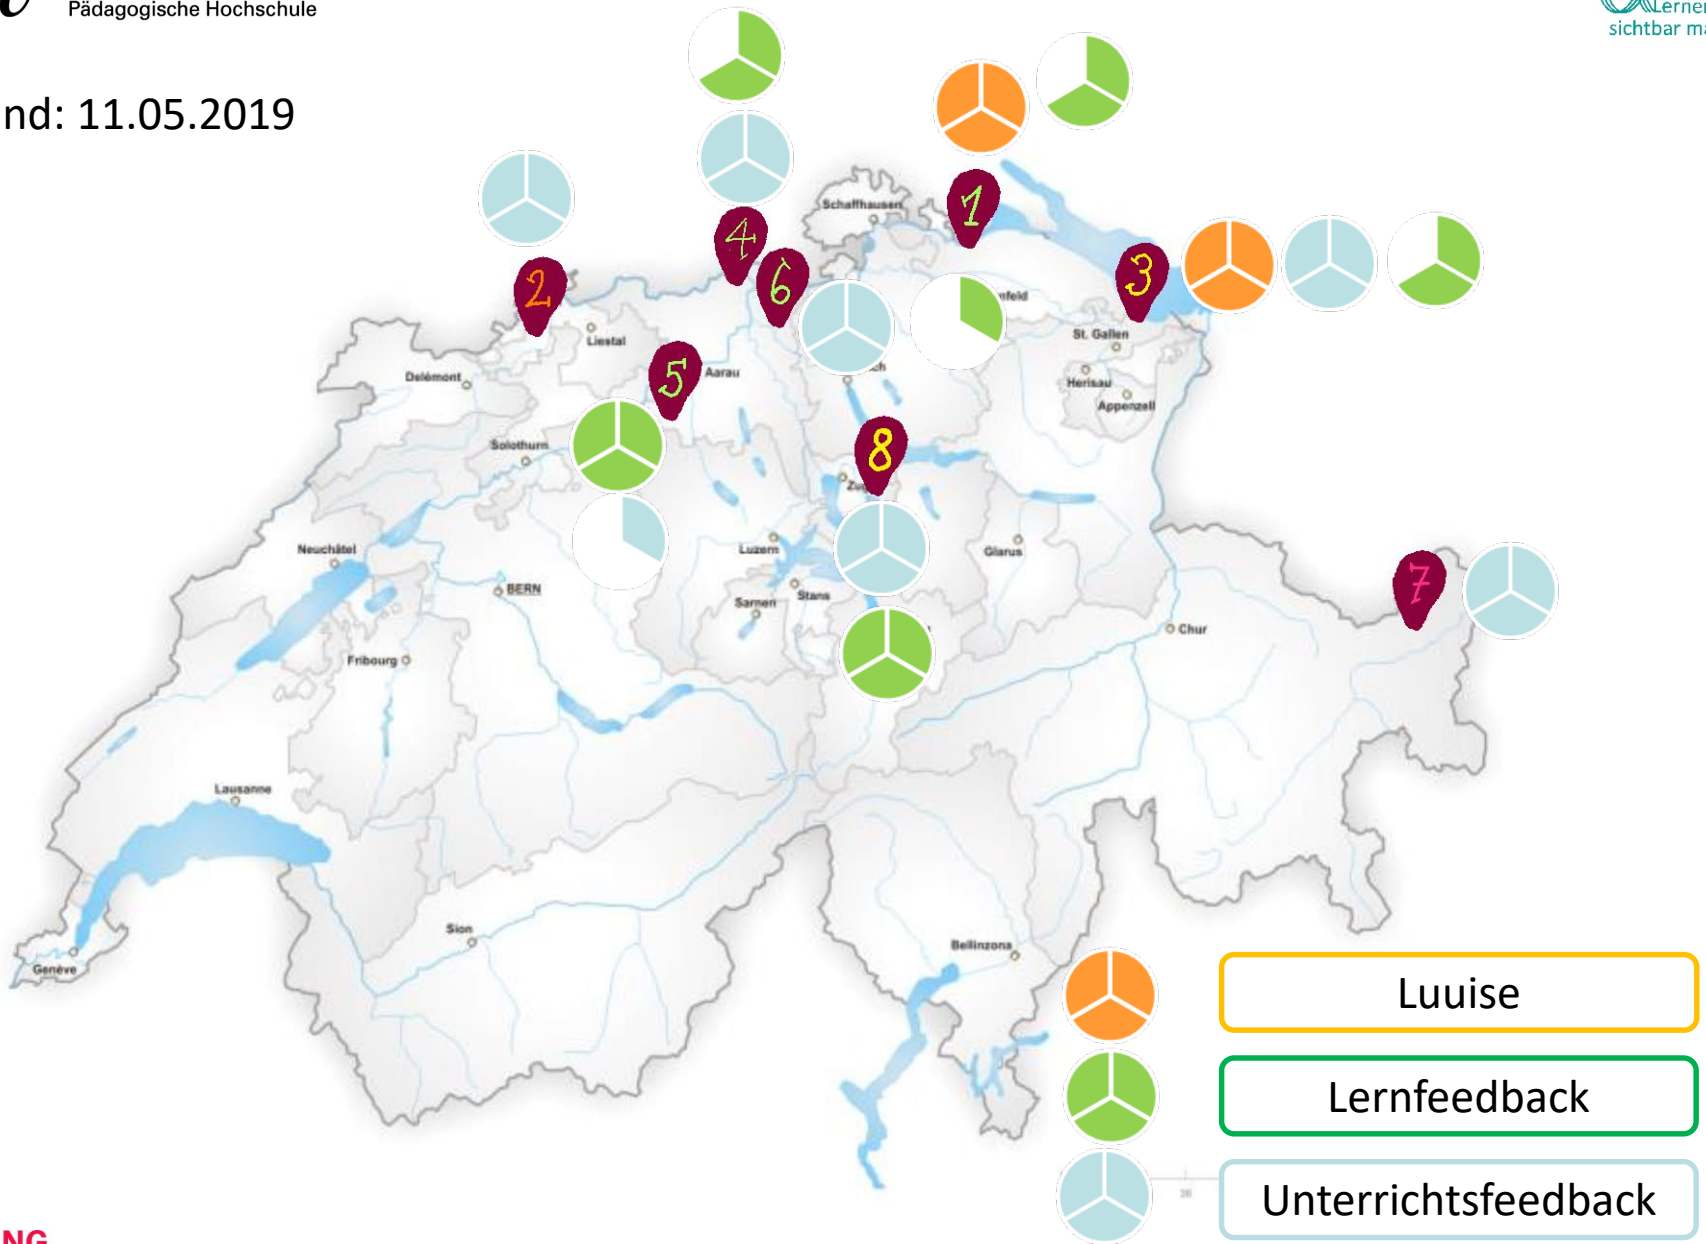 Pädagogische Hochschule
Lerne
sichtbar ma
nd: 11.05.2019
1
Schaffhausen
4
6
2
3
nfeld
Liestal
St. Gallen
5
Aarau
ch
Delémont
Herisau
Appenzell
Solothurn
8
Zug
Neuchâtel
Luzern
Glarus
BERN
Stans
Sarnen
7
Chur
Fribourg
Lausanne
Sion
Bellinzona
Genève
Luuise
Lernfeedback
Unterrichtsfeedback
NG